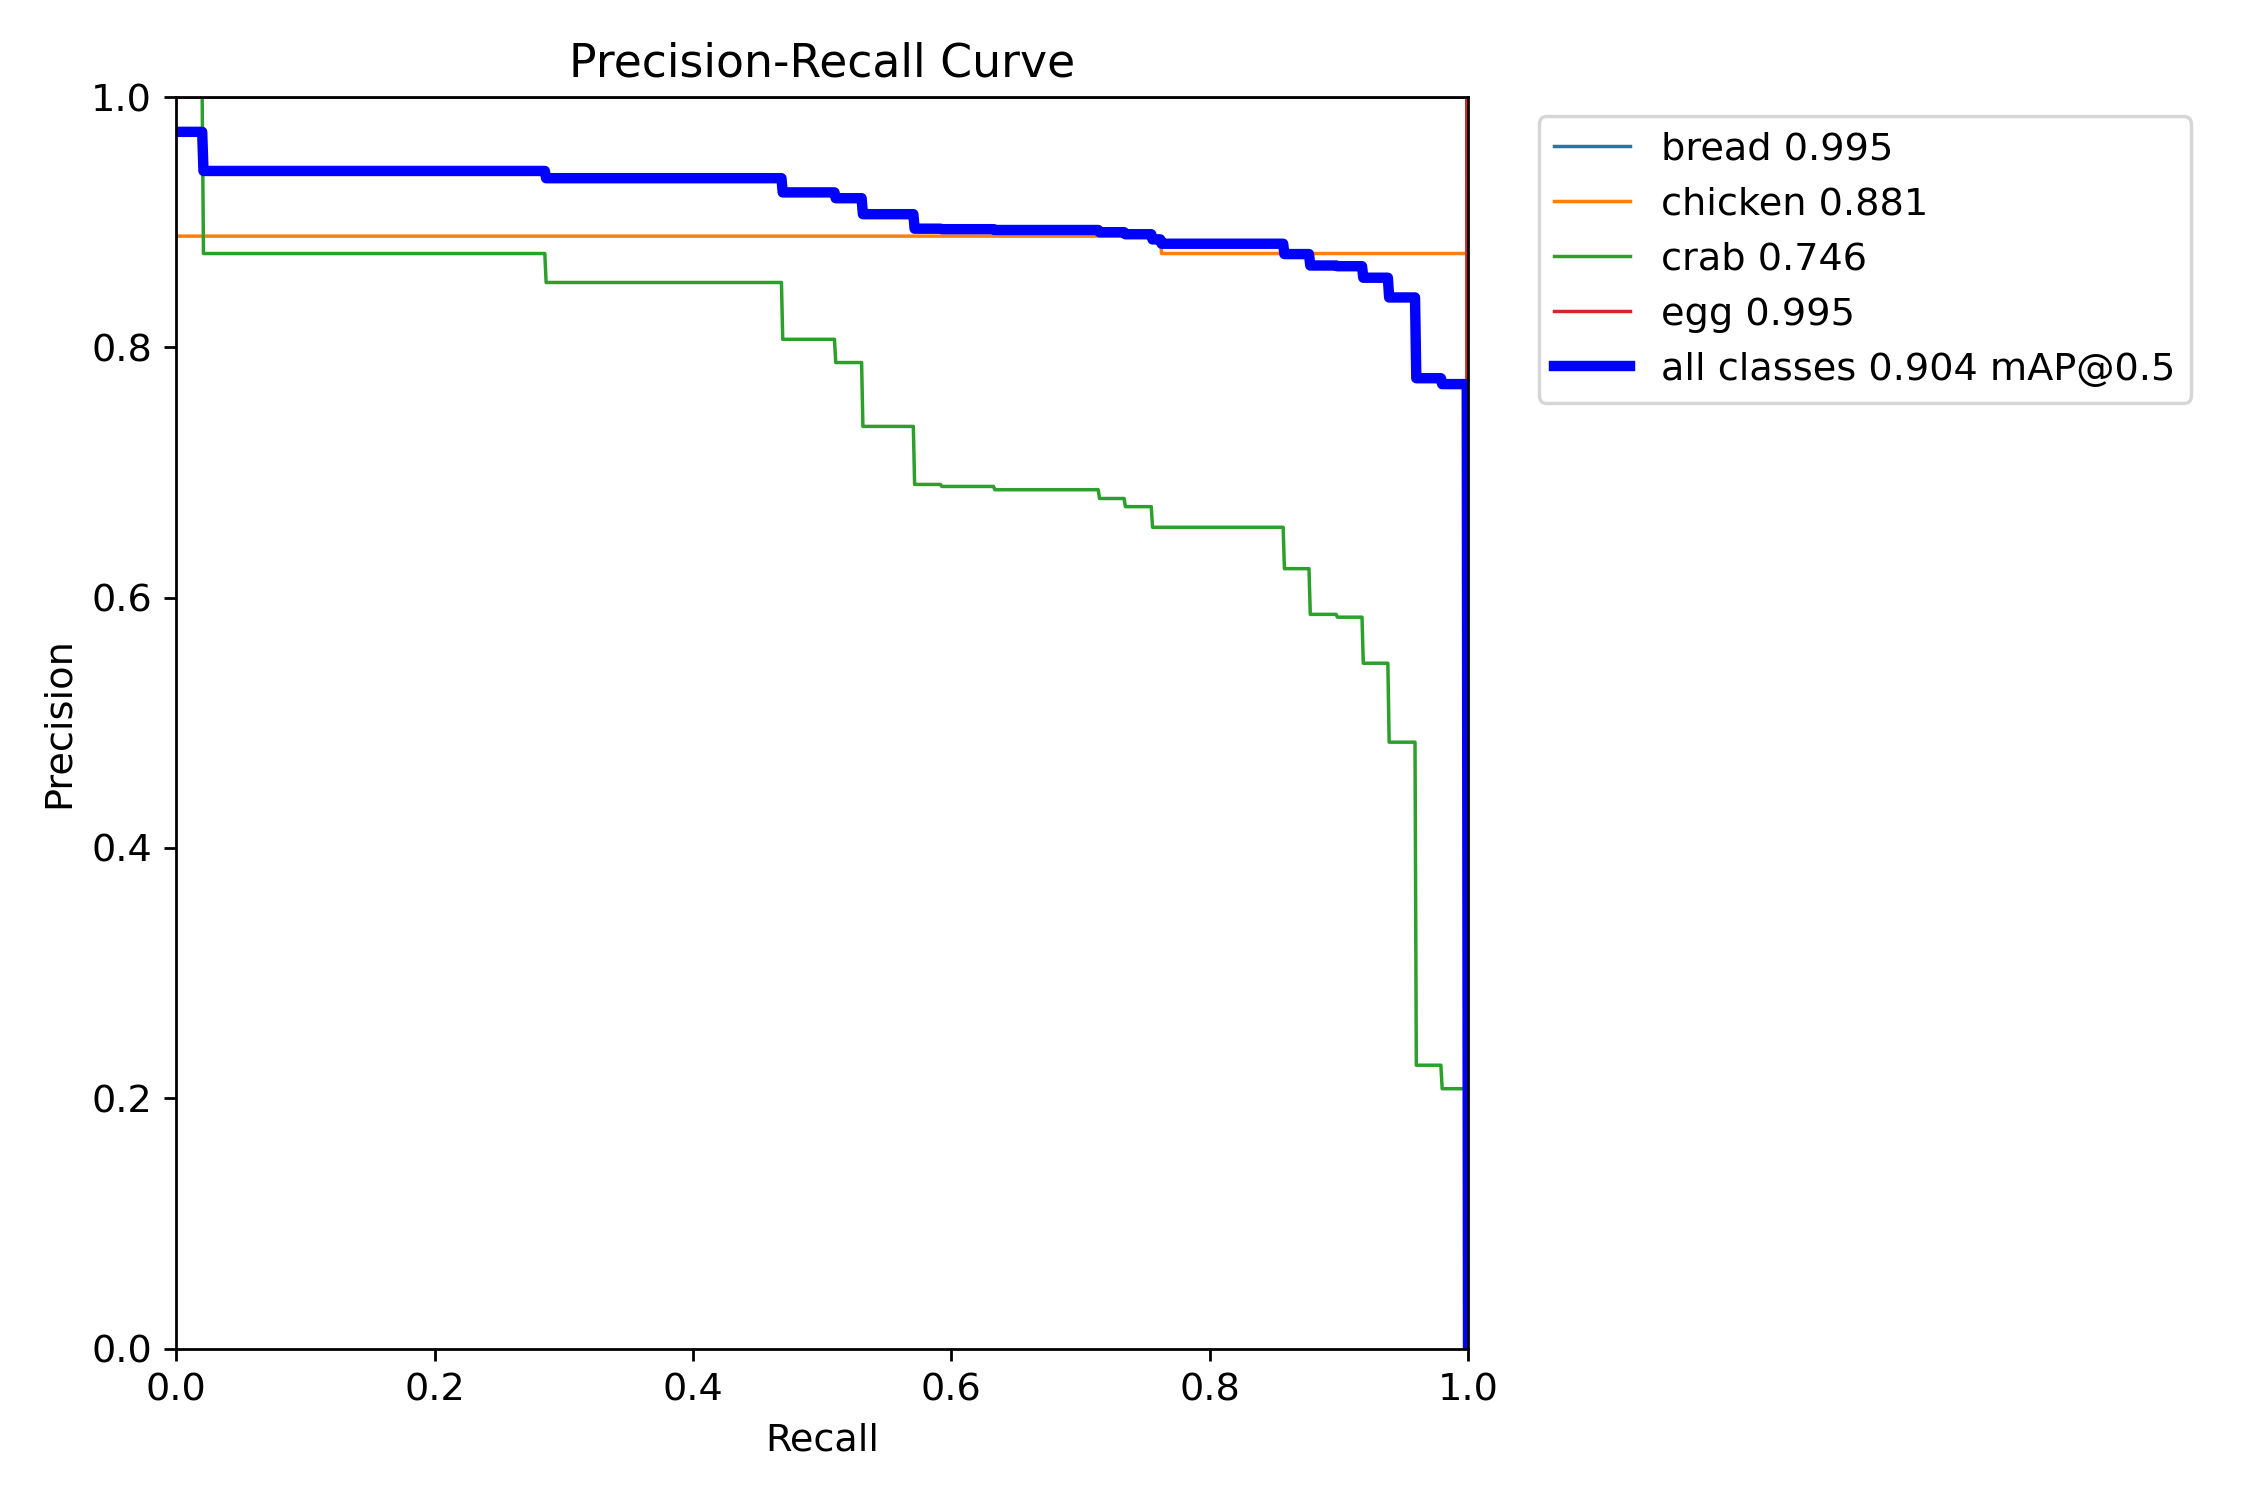 Precision-Recall Curve
1.0
0.8
0.6
0.4
0.2
0.0
Precision
0.0 0.2 0.4 0.6 0.8 1.0
Recall
bread 0.995
chicken 0.881
crab 0.746
egg 0.995
all classes 0.904 mAP@0.5